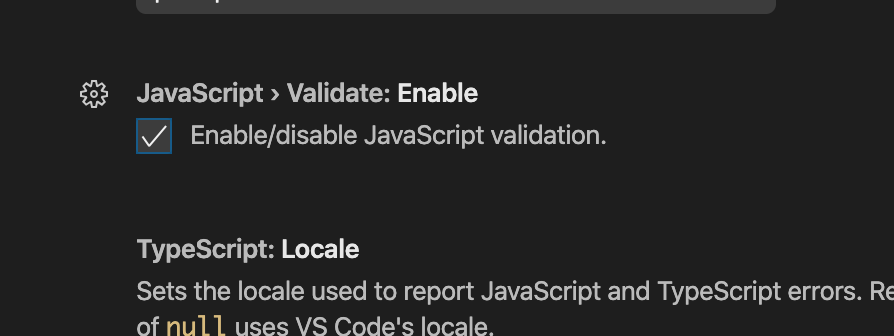 JavaScript › Validate: Enable
Enable/disable JavaScript validation.
TypeScript: Locale
Sets the locale used to report JavaScript and TypeScript errors.
of null uses VS Code's locale.